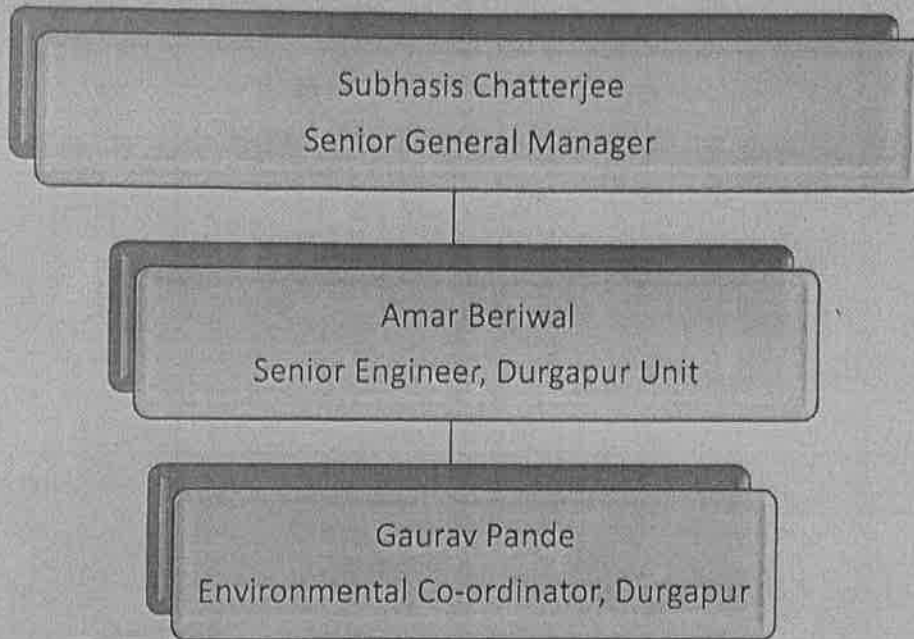 Subhasis Chatterjee
Senior General Manager
Amar Beriwal
Senior Engineer, Durgapur Unit
Gaurav Pande
Environmental Co-ordinator, Durgapur